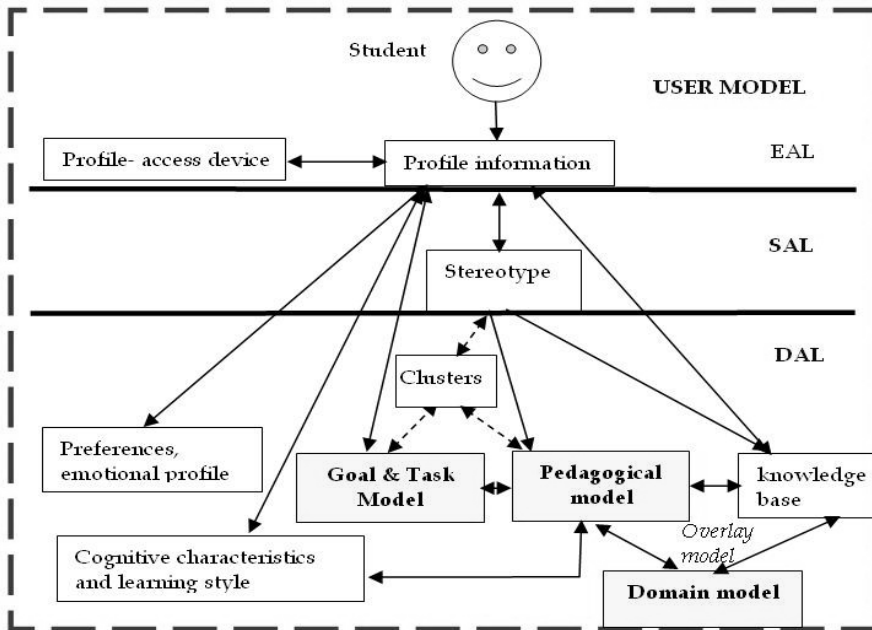 Student
USER MODEL
EAL
Profile- access device
Profile information
SAL
Stereotype
DAL
Clusters
Preferences,
emotional profile
Goal & Task
Model
Pedagogical
model
knowledge
base
Overlay
model
Cognitive characteristics
and learning style
Domain model